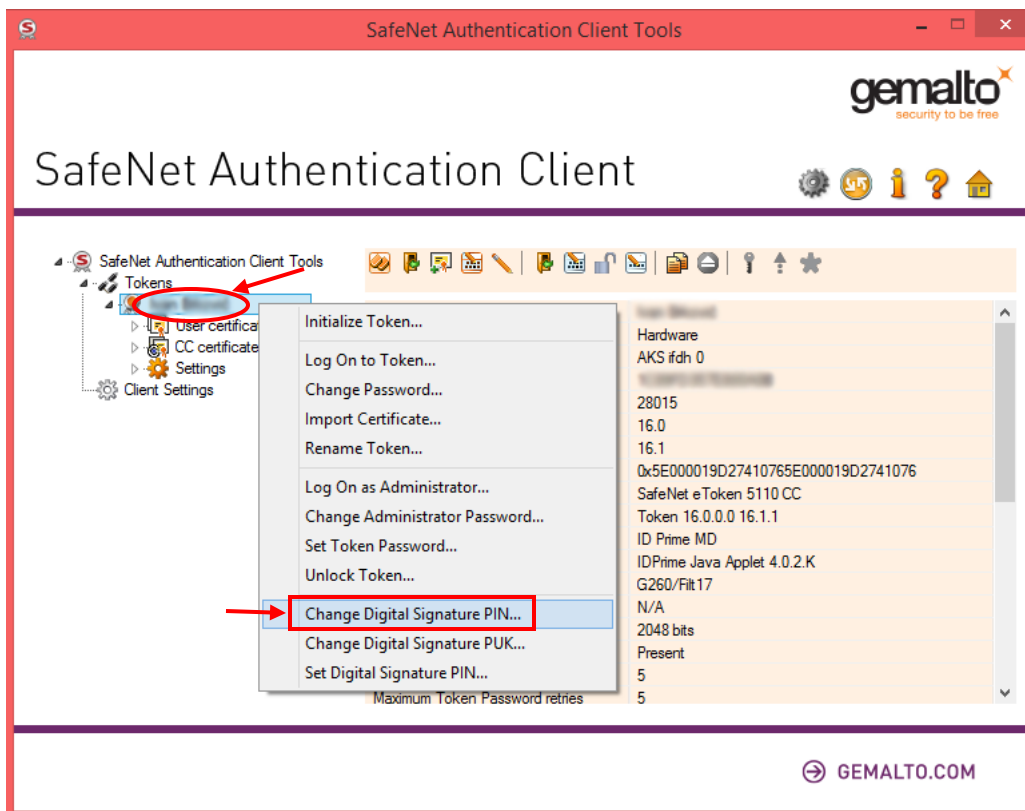 SafeNet Authentication Client Tools
gemalto
security to be free
SafeNet Authentication Client
SafeNet Authentication Client Tools
Tokens
User certifica
CC certificate
Settings
Client Settings
Initialize Token...
Log On to Token...
Change Password...
Import Certificate...
Rename Token...
Log On as Administrator...
Change Administrator Password...
Set Token Password...
Unlock Token...
Change Digital Signature PIN...
Change Digital Signature PUK...
Set Digital Signature PIN...
Hardware
AKS ifdh 0
28015
16.0
16.1
0x5E000019D27410765E000019D2741076
SafeNet eToken 5110 CC
Token 16.0.0.0 16.1.1
ID Prime MD
IDPrime Java Applet 4.0.2.K
G260/Filt17
N/A
2048 bits
Present
5
Maximum Token Password retries 5
GEMALTO.COM